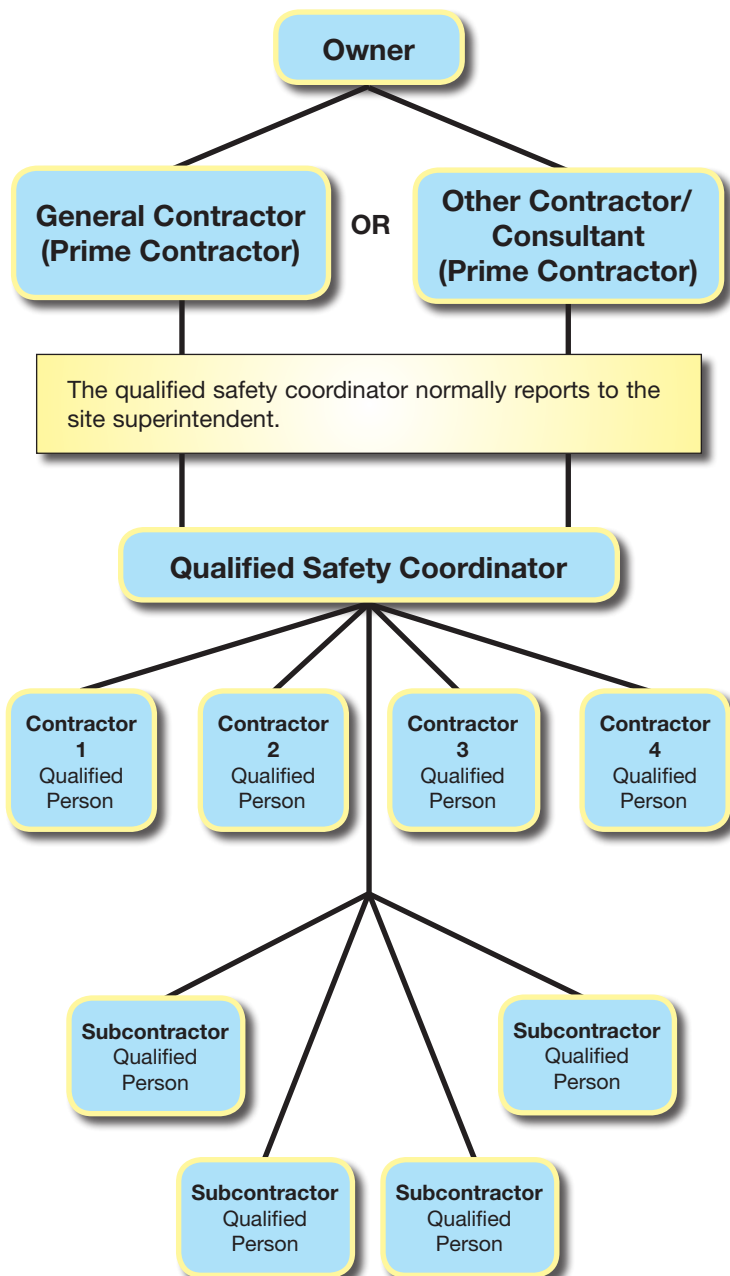 Owner
General Contractor
(Prime Contractor)
OR
Other Contractor/
Consultant
(Prime Contractor)
The qualified safety coordinator normally reports to the
site superintendent.
Qualified Safety Coordinator
Contractor
1
Qualified
Person
Contractor
2
Qualified
Person
Contractor
3
Qualified
Person
Contractor
4
Qualified
Person
Subcontractor
Qualified
Person
Subcontractor
Qualified
Person
Subcontractor
Qualified
Person
Subcontractor
Qualified
Person